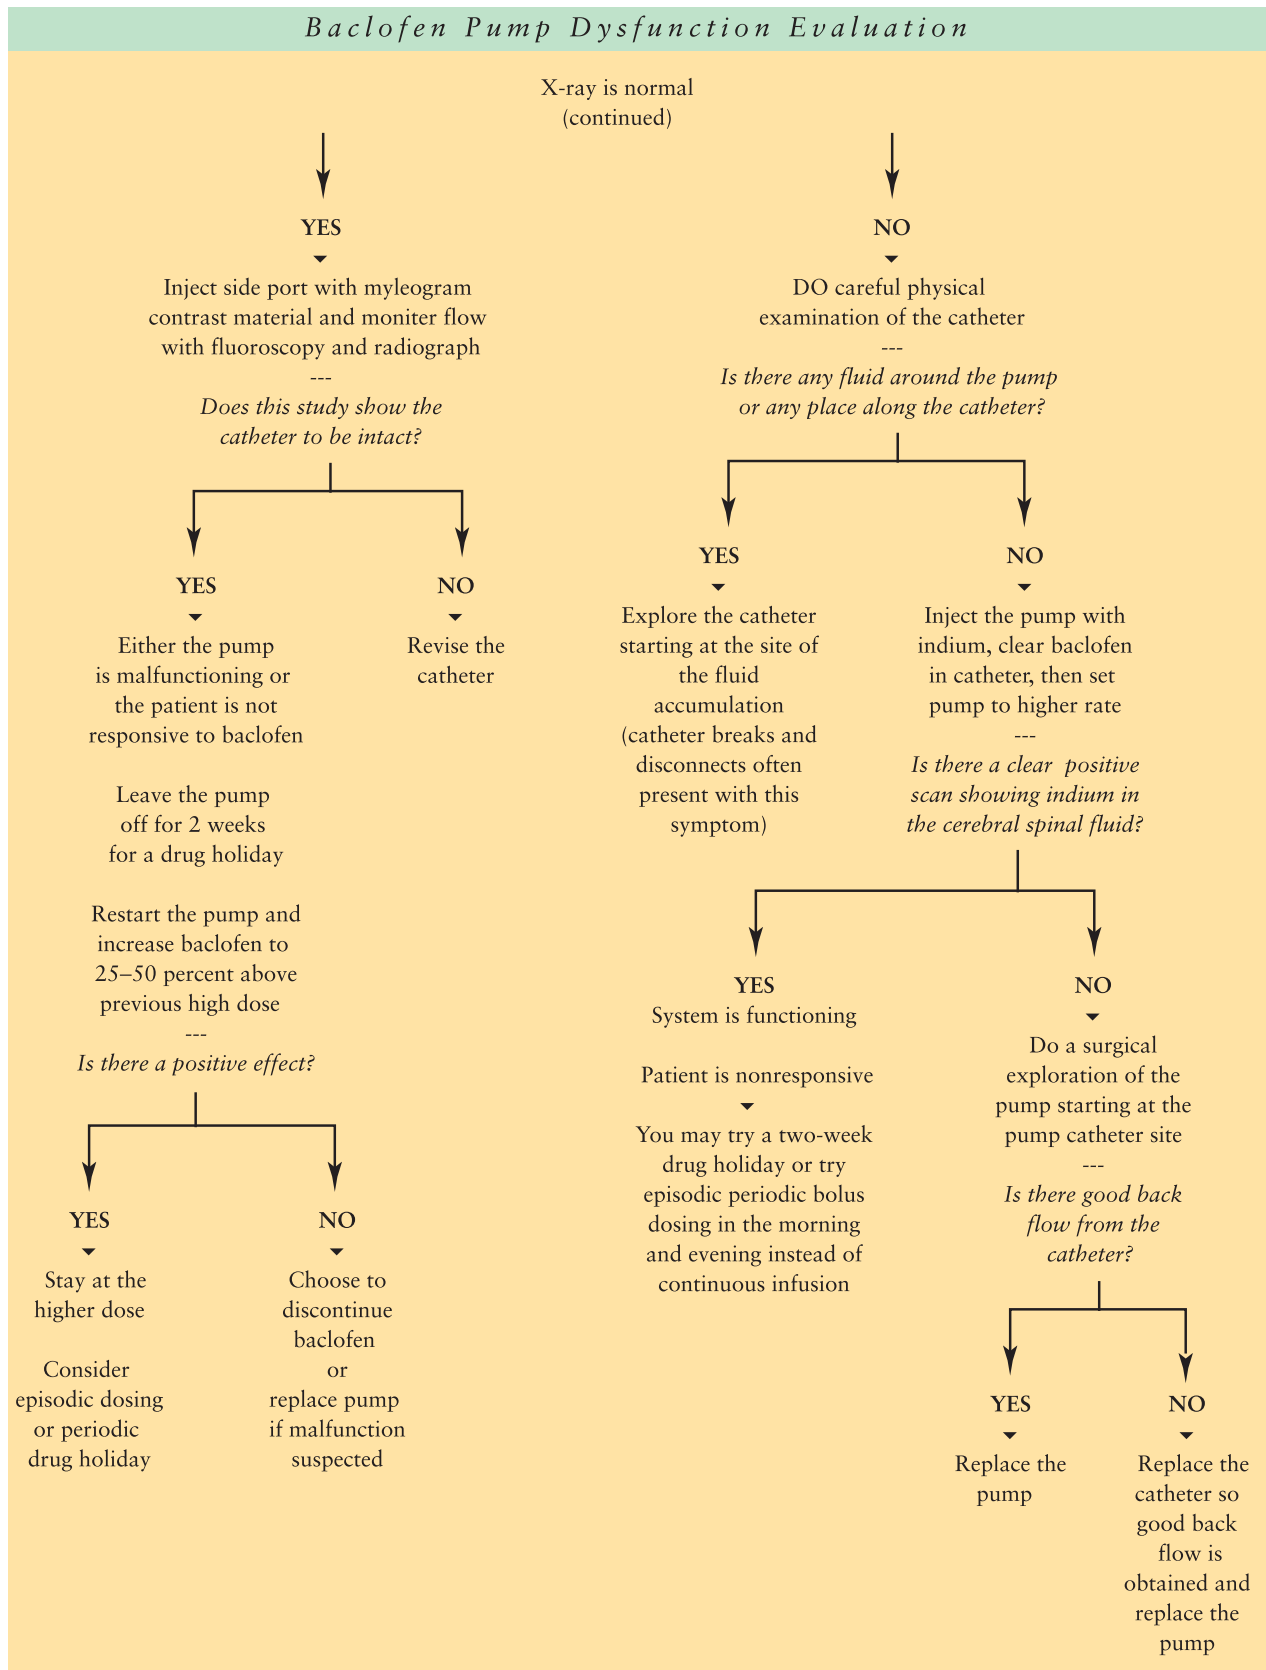 Baclofen Pump Dysfunction Evaluation
X-ray is normal
(continued)
YES
Inject side port with myleogram
contrast material and moniter flow
with fluoroscopy and radiograph
---
Does this study show the
catheter to be intact?
YES
Either the pump
is malfunctioning or
the patient is not
responsive to baclofen
Leave the pump
off for 2 weeks
for a drug holiday
Restart the pump and
increase baclofen to
25–50 percent above
previous high dose
---
Is there a positive effect?
YES
Stay at the
higher dose
Consider
episodic dosing
or periodic
drug holiday
NO
Choose to
discontinue
baclofen
or
replace pump
if malfunction
suspected
NO
Revise the
catheter
NO
DO careful physical
examination of the catheter
---
Is there any fluid around the pump
or any place along the catheter?
YES
Explore the catheter
starting at the site of
the fluid
accumulation
(catheter breaks and
disconnects often
present with this
symptom)
NO
Inject the pump with
indium, clear baclofen
in catheter, then set
pump to higher rate
---
Is there a clear positive
scan showing indium in
the cerebral spinal fluid?
YES
System is functioning
Patient is nonresponsive
You may try a two-week
drug holiday or try
episodic periodic bolus
dosing in the morning
and evening instead of
continuous infusion
NO
Do a surgical
exploration of the
pump starting at the
pump catheter site
---
Is there good back
flow from the
catheter?
YES
Replace the
pump
NO
Replace the
catheter so
good back
flow is
obtained and
replace the
pump